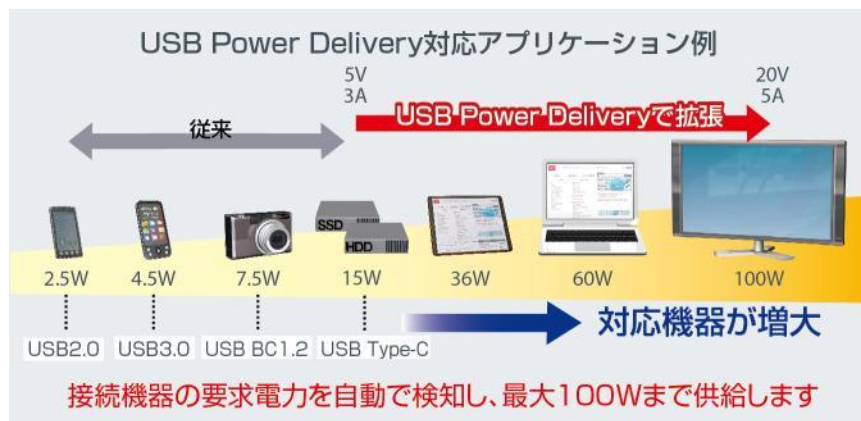 USB Power Delivery対応アプリケーション例
5V
3A
20V
5A
従来
USB Power Deliveryで拡張
SSD
HDD
2.5W
4.5W
7.5W
15W
36W
60W
100W
USB2.0
USB3.0
USB BC1.2
USB Type-C
対応機器が増大
接続機器の要求電力を自動で検知し、最大100Wまで供給します